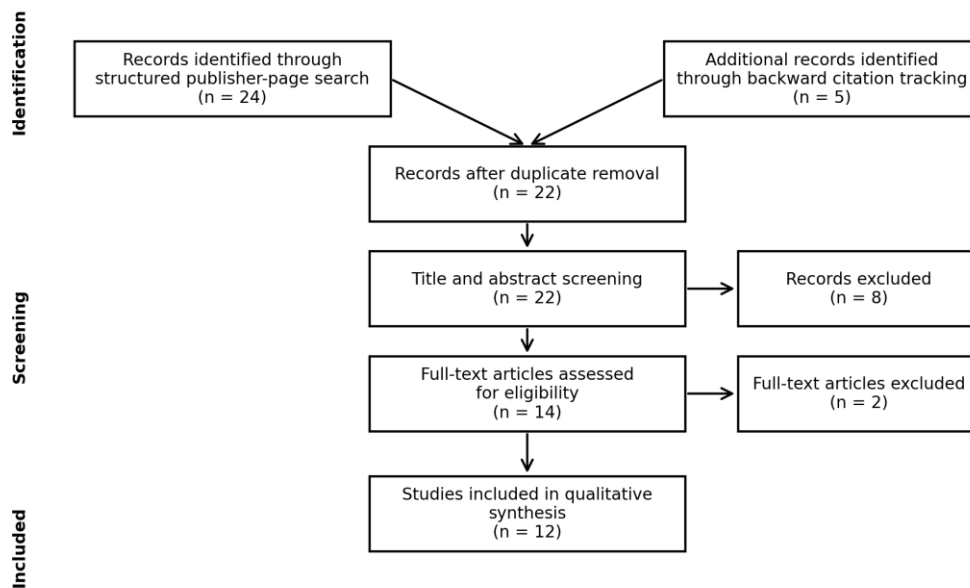 Identification
Records identified through
structured publisher-page search
(n = 24)
Additional records identified
through backward citation tracking
(n = 5)
Records after duplicate removal
(n = 22)
Screening
Title and abstract screening
(n = 22)
Records excluded
(n = 8)
Full-text articles assessed
for eligibility
(n = 14)
Full-text articles excluded
(n = 2)
Included
Studies included in qualitative
synthesis
(n = 12)